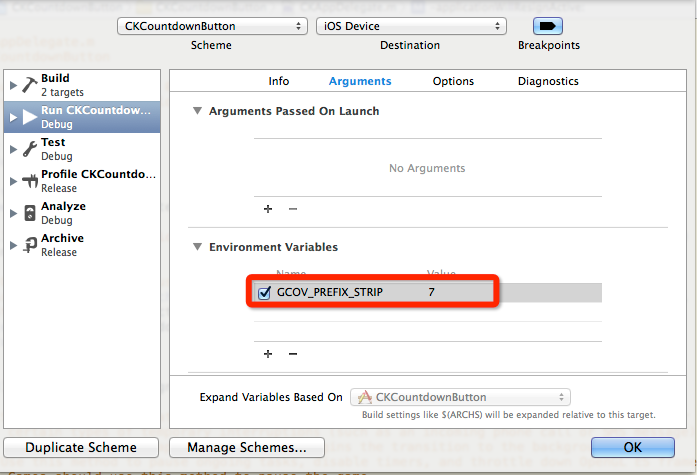 CKCountdownButton
iOS Device
Scheme
Destination
Breakpoints
Build
2 targets
Run CKCountdow...
Debug
Test
Debug
Profile CKCountdo...
Release
Analyze
Debug
Archive
Release
Info
Arguments
Options
Diagnostics
Arguments Passed On Launch
No Arguments
Environment Variables
Name
Value
GCOV_PREFIX_STRIP
7
Expand Variables Based On
CKCountdownButton
Build settings like $(ARCHS) will be expanded relative to this target.
Duplicate Scheme
Manage Schemes...
OK